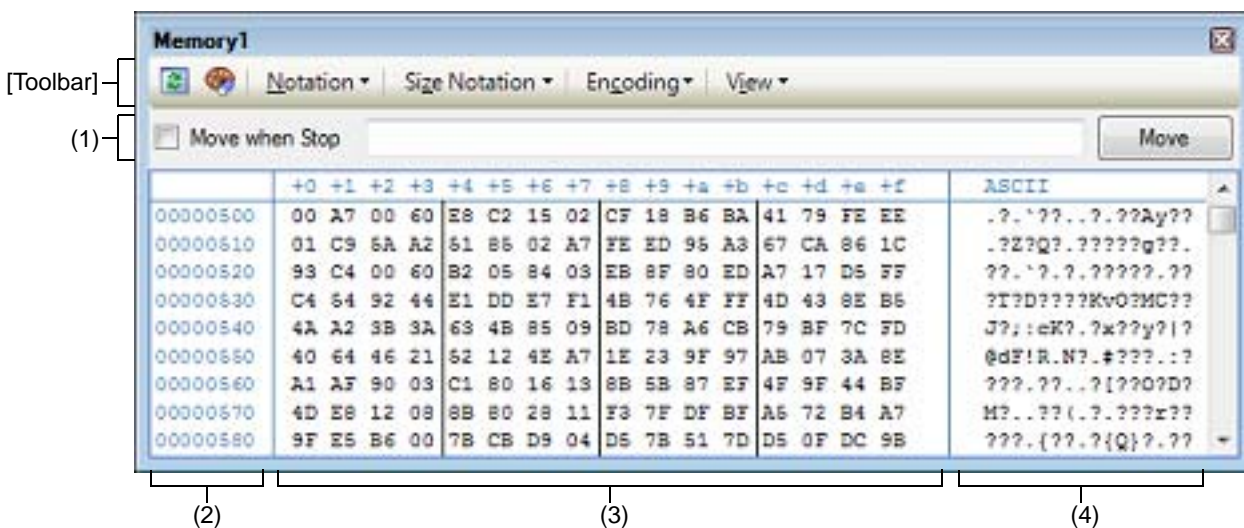 Memory1
[Toolbar] Notation Size Notation Encoding View
(1) Move when Stop Move
+0 +1 +2 +3 +4 +5 +6 +7 +8 +9 +a +b +c +d +e +f ASCII
00000500 00 A7 00 60 E8 C2 15 02 CF 18 B6 BA 41 79 FE EE .?.`??..?.??Ay??
00000510 01 C9 5A A2 51 85 02 A7 FE ED 95 A3 67 CA 86 1C .?Z?Q?.?????g??.
00000520 93 C4 00 60 B2 05 84 03 EB 8F 80 ED A7 17 D5 FF ??.`?.?.?????.??
00000530 C4 54 92 44 E1 DD E7 F1 4B 76 4F FF 4D 43 8E B5 ?T?D????KvO?MC??
00000540 4A A2 3B 3A 63 4B 85 09 BD 78 A6 CB 79 BF 7C FD J?;:cK?.?x??y?|?
00000550 40 64 46 21 52 12 4E A7 1E 23 9F 97 AB 07 3A 8E @dF!R.N?.#???.:?
00000560 A1 AF 90 03 C1 80 16 13 8B 5B 87 EF 4F 9F 44 BF ???.??..?[??O?D?
00000570 4D E8 12 08 8B 80 28 11 F3 7F DF BF A5 72 B4 A7 M?..??(.?.???r??
00000580 9F E5 B6 00 7B CB D9 04 D5 7B 51 7D D5 0F DC 9B ???.{??.?{Q}?.??
(2) (3) (4)